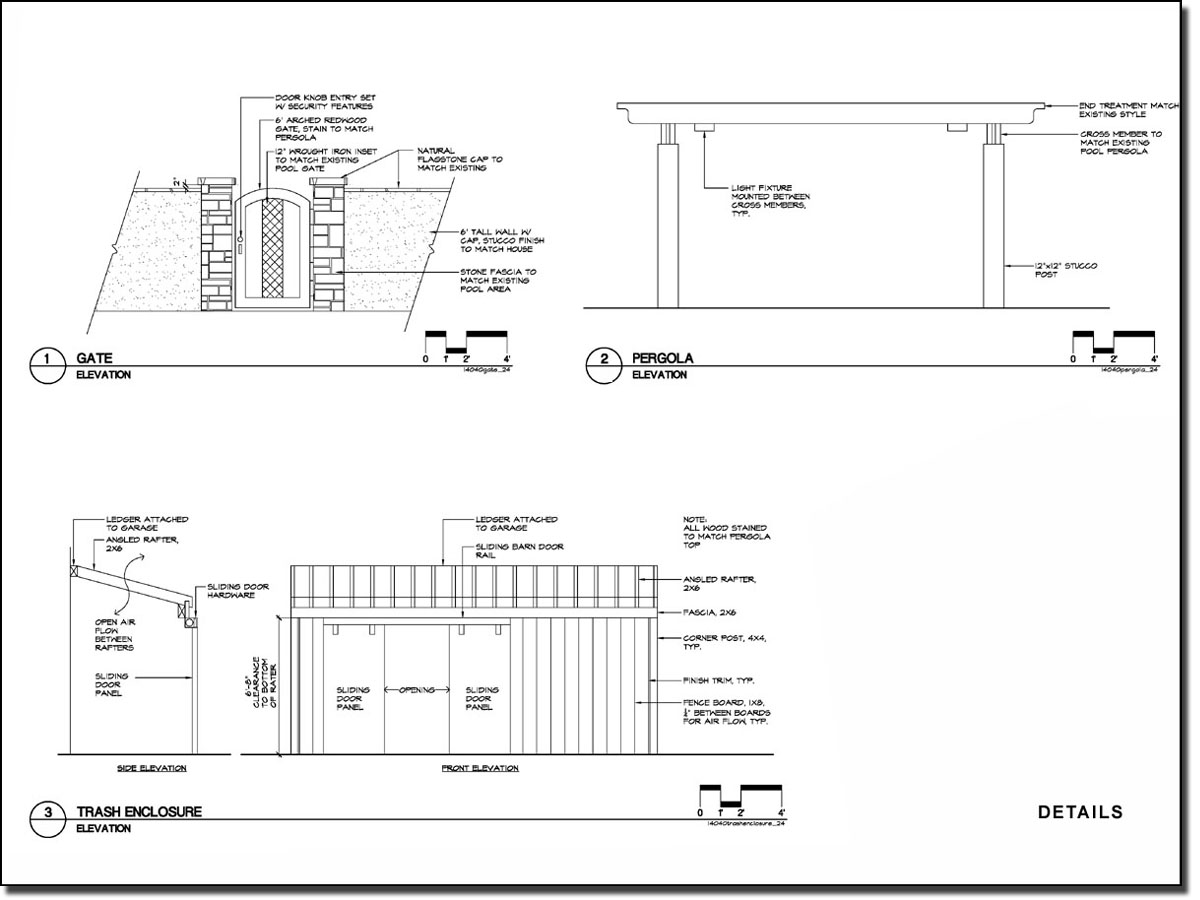 DOOR KNOB ENTRY SET
W/ SECURITY FEATURES
6' ARCHED REDWOOD
GATE, STAIN TO MATCH
PERGOLA
12" WROUGHT IRON INSET
TO MATCH EXISTING
POOL GATE
NATURAL
FLAGSTONE CAP TO
MATCH EXISTING
2"
6' TALL WALL W/
CAP, STUCCO FINISH
TO MATCH HOUSE
STONE FASCIA TO
MATCH EXISTING
POOL AREA
0 1' 2' 4'
1 GATE
ELEVATION
14040gate_24
END TREATMENT MATCH
EXISTING STYLE
CROSS MEMBER TO
MATCH EXISTING
POOL PERGOLA
LIGHT FIXTURE
MOUNTED BETWEEN
CROSS MEMBERS,
TYP.
12"x12" STUCCO
POST
0 1' 2' 4'
2 PERGOLA
ELEVATION
14040pergola_24
LEDGER ATTACHED
TO GARAGE
ANGLED RAFTER,
2X6
SLIDING DOOR
HARDWARE
OPEN AIR
FLOW
BETWEEN
RAFTERS
SLIDING
DOOR
PANEL
SIDE ELEVATION
LEDGER ATTACHED
TO GARAGE
SLIDING BARN DOOR
RAIL
NOTE:
ALL WOOD STAINED
TO MATCH PERGOLA
TOP
ANGLED RAFTER,
2X6
FASCIA, 2X6
CORNER POST, 4X4,
TYP.
FINISH TRIM, TYP.
FENCE BOARD, 1X8,
¼" BETWEEN BOARDS
FOR AIR FLOW, TYP.
6'-8"
CLEARANCE
TO BOTTOM
OF RATER
SLIDING
DOOR
PANEL
OPENING
SLIDING
DOOR
PANEL
FRONT ELEVATION
0 1' 2' 4'
3 TRASH ENCLOSURE
ELEVATION
14040trashenclosure_24
DETAILS